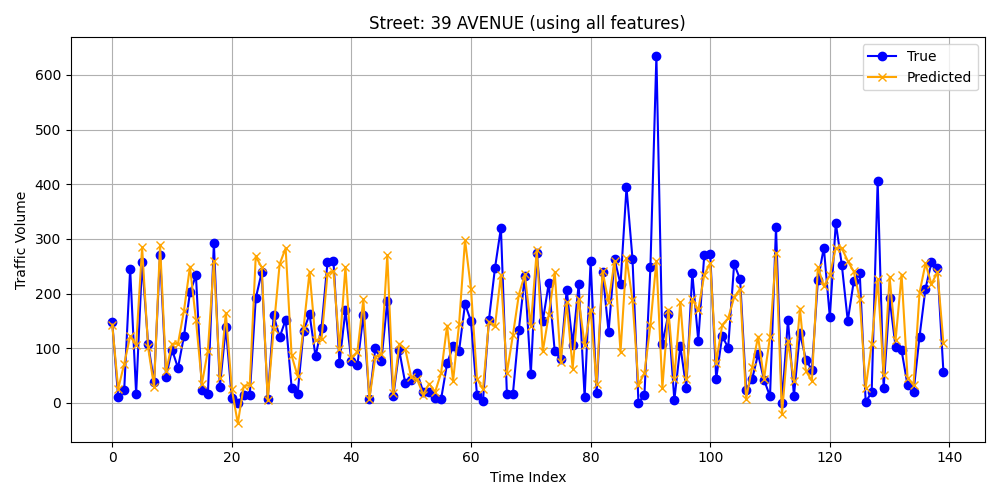 Street: 39 AVENUE (using all features)
True
Predicted
Traffic Volume
600
500
400
300
200
100
0
0 20 40 60 80 100 120 140
Time Index